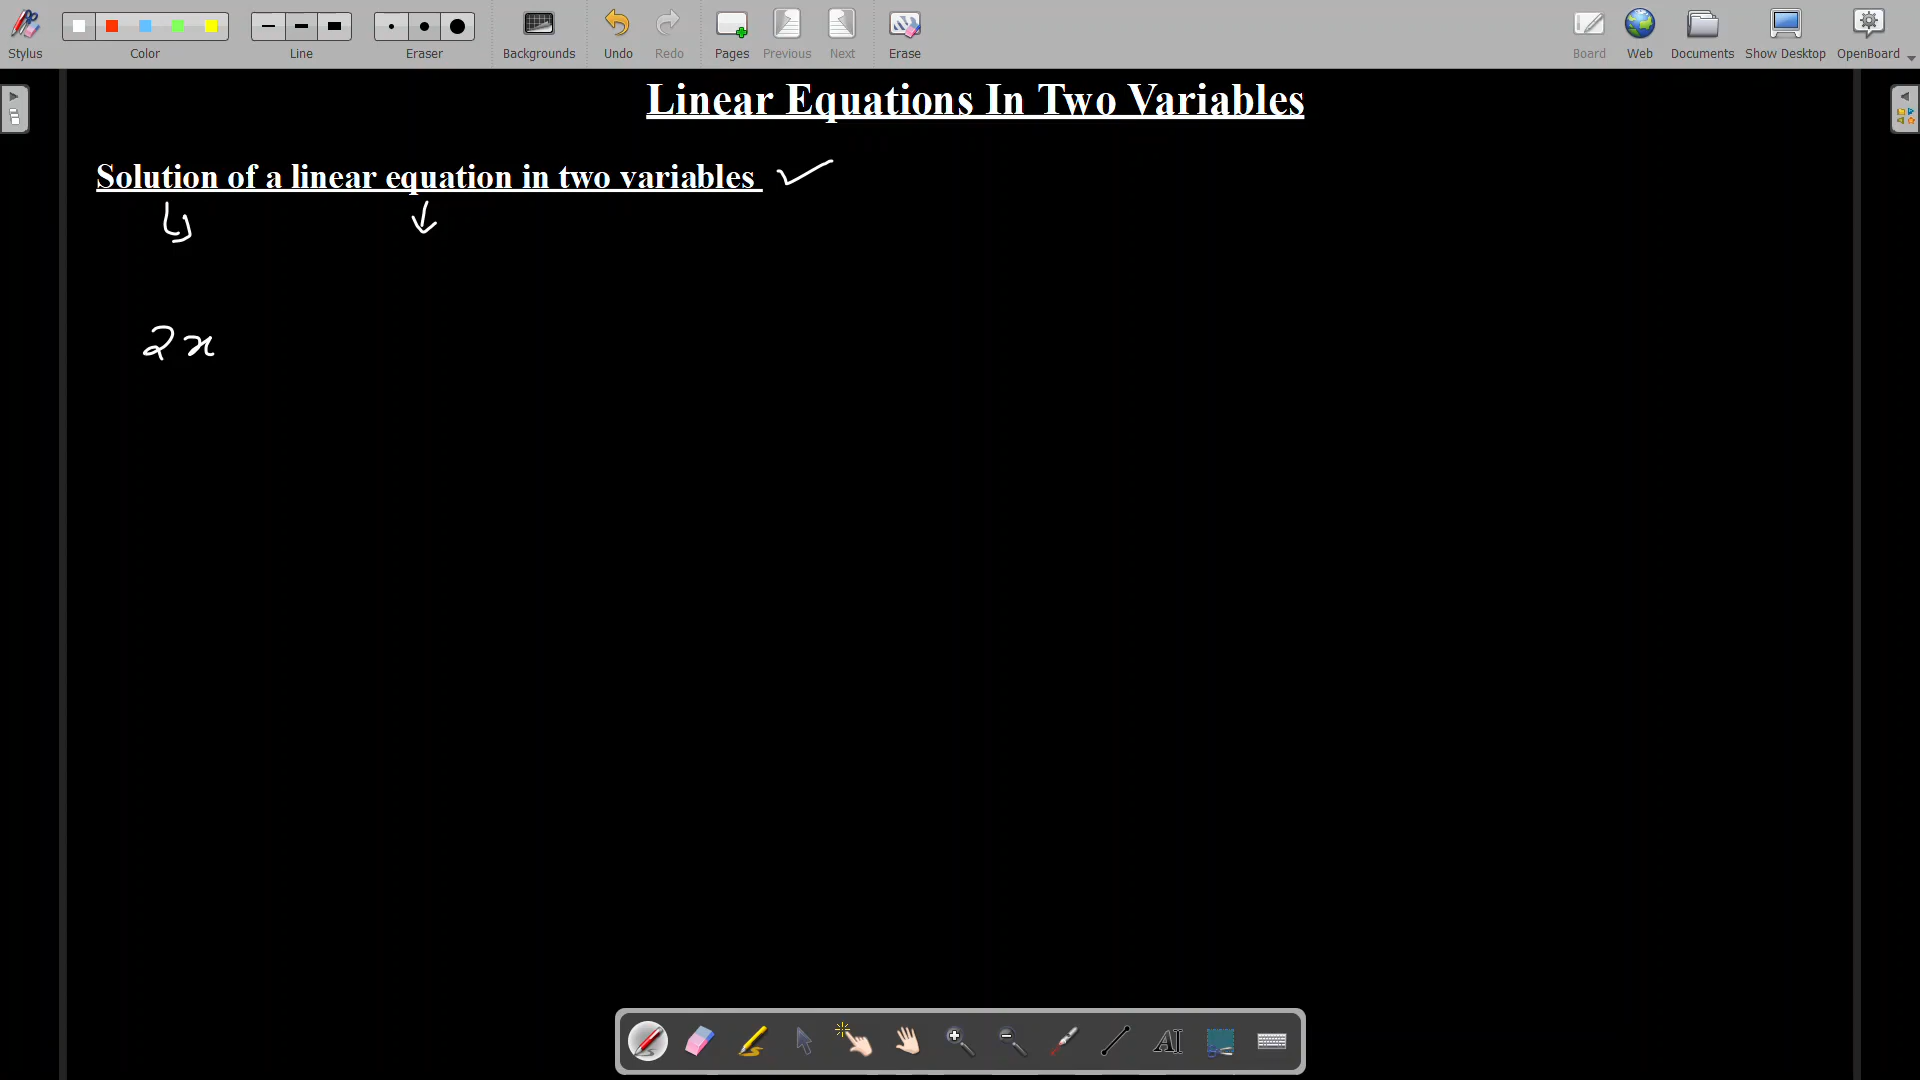 Stylus Color Line Eraser Backgrounds Undo Redo Pages Previous Next Erase Board Web Documents Show Desktop OpenBoard
Linear Equations In Two Variables
Solution of a linear equation in two variables
2x